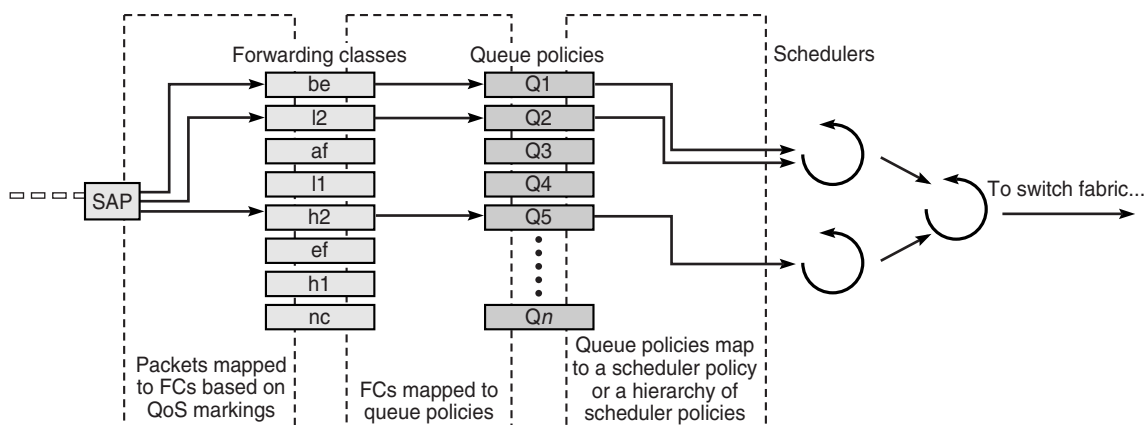 Forwarding classes
Queue policies
Schedulers
be
Q1
l2
Q2
af
Q3
l1
Q4
SAP
h2
Q5
To switch fabric...
ef
h1
nc
Qn
Packets mapped
to FCs based on
QoS markings
FCs mapped to
queue policies
Queue policies map
to a scheduler policy
or a hierarchy of
scheduler policies